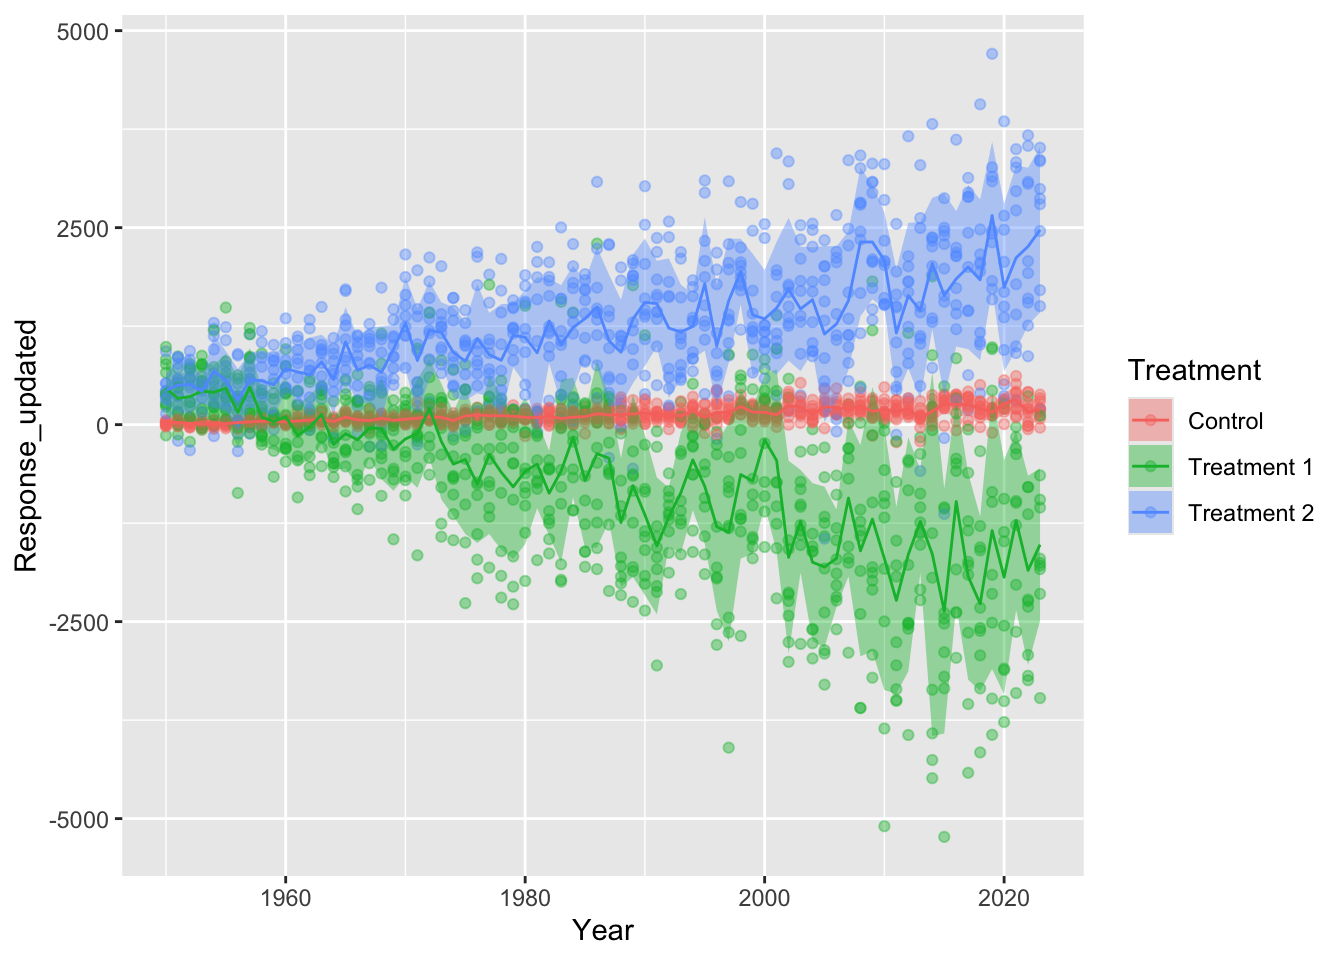 5000
2500
0
-2500
-5000
Response_updated
1960
1980
2000
2020
Year
Treatment
Control
Treatment 1
Treatment 2